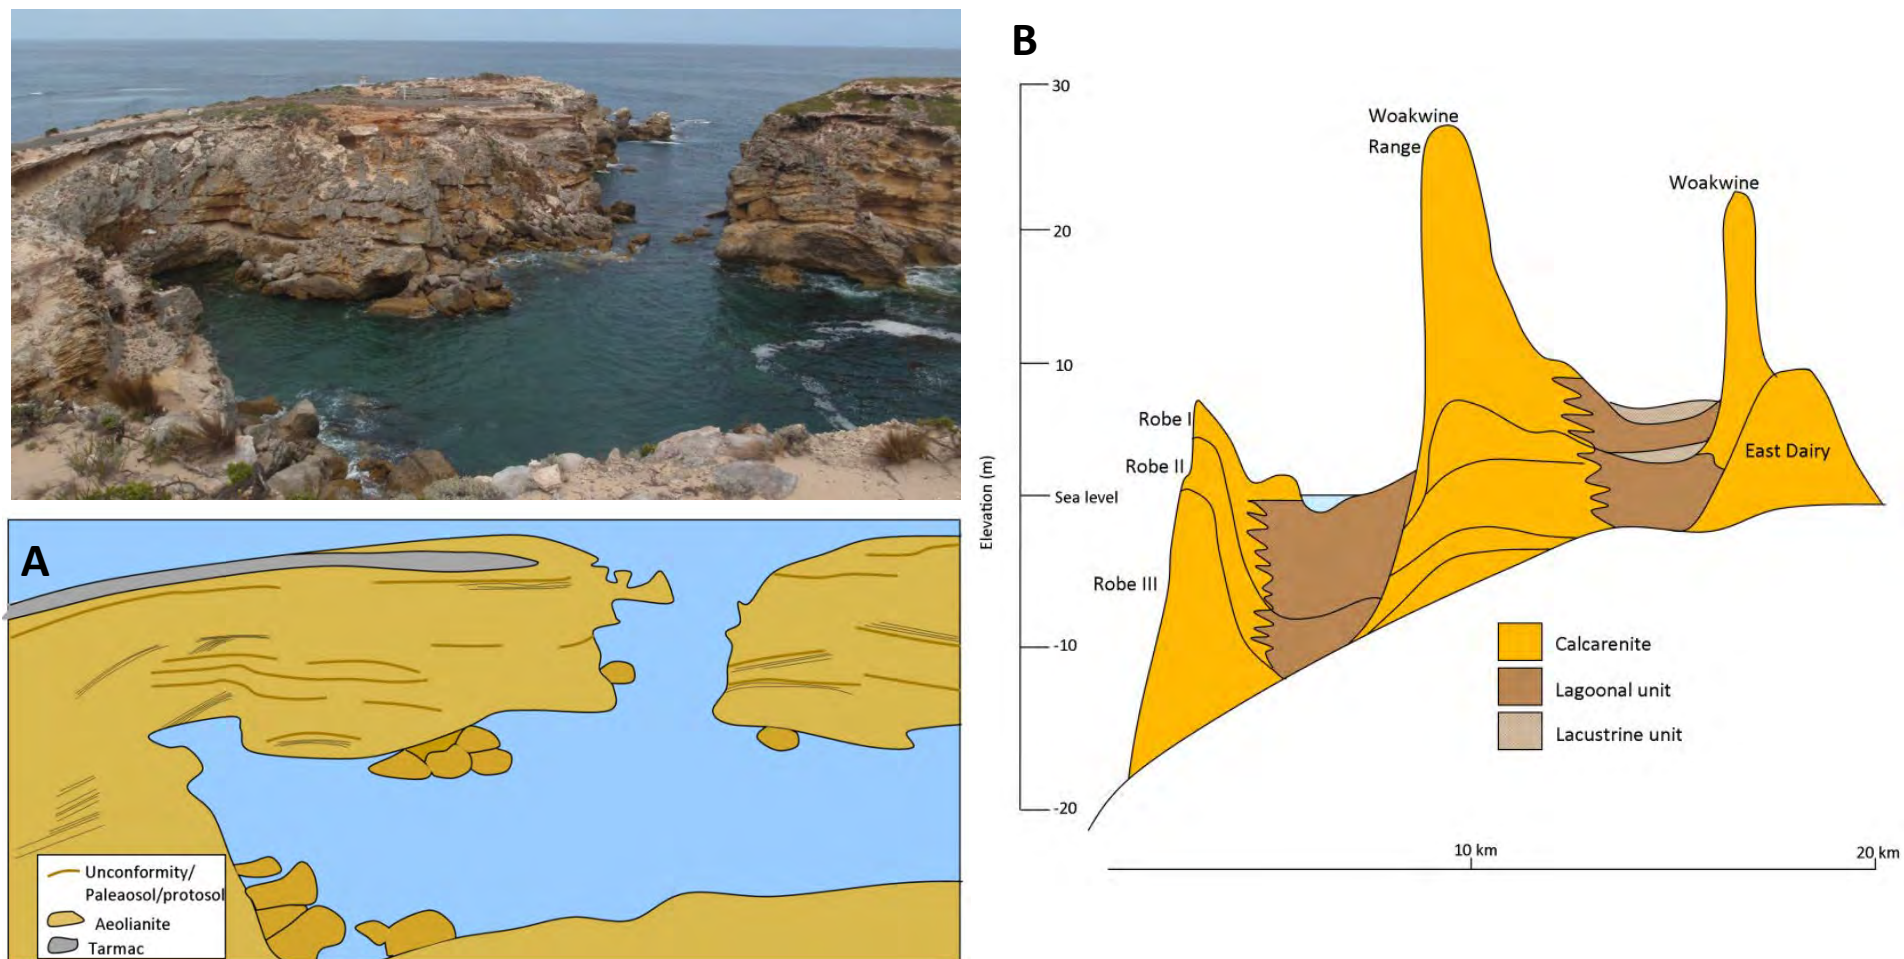 A
Unconformity/
Paleaosol/protosol
Aeolianite
Tarmac
B
Elevation (m)
30
20
10
Sea level
-10
-20
Woakwine
Range
Woakwine
Robe I
Robe II
Robe III
East Dairy
Calcarenite
Lagoonal unit
Lacustrine unit
10 km
20 km